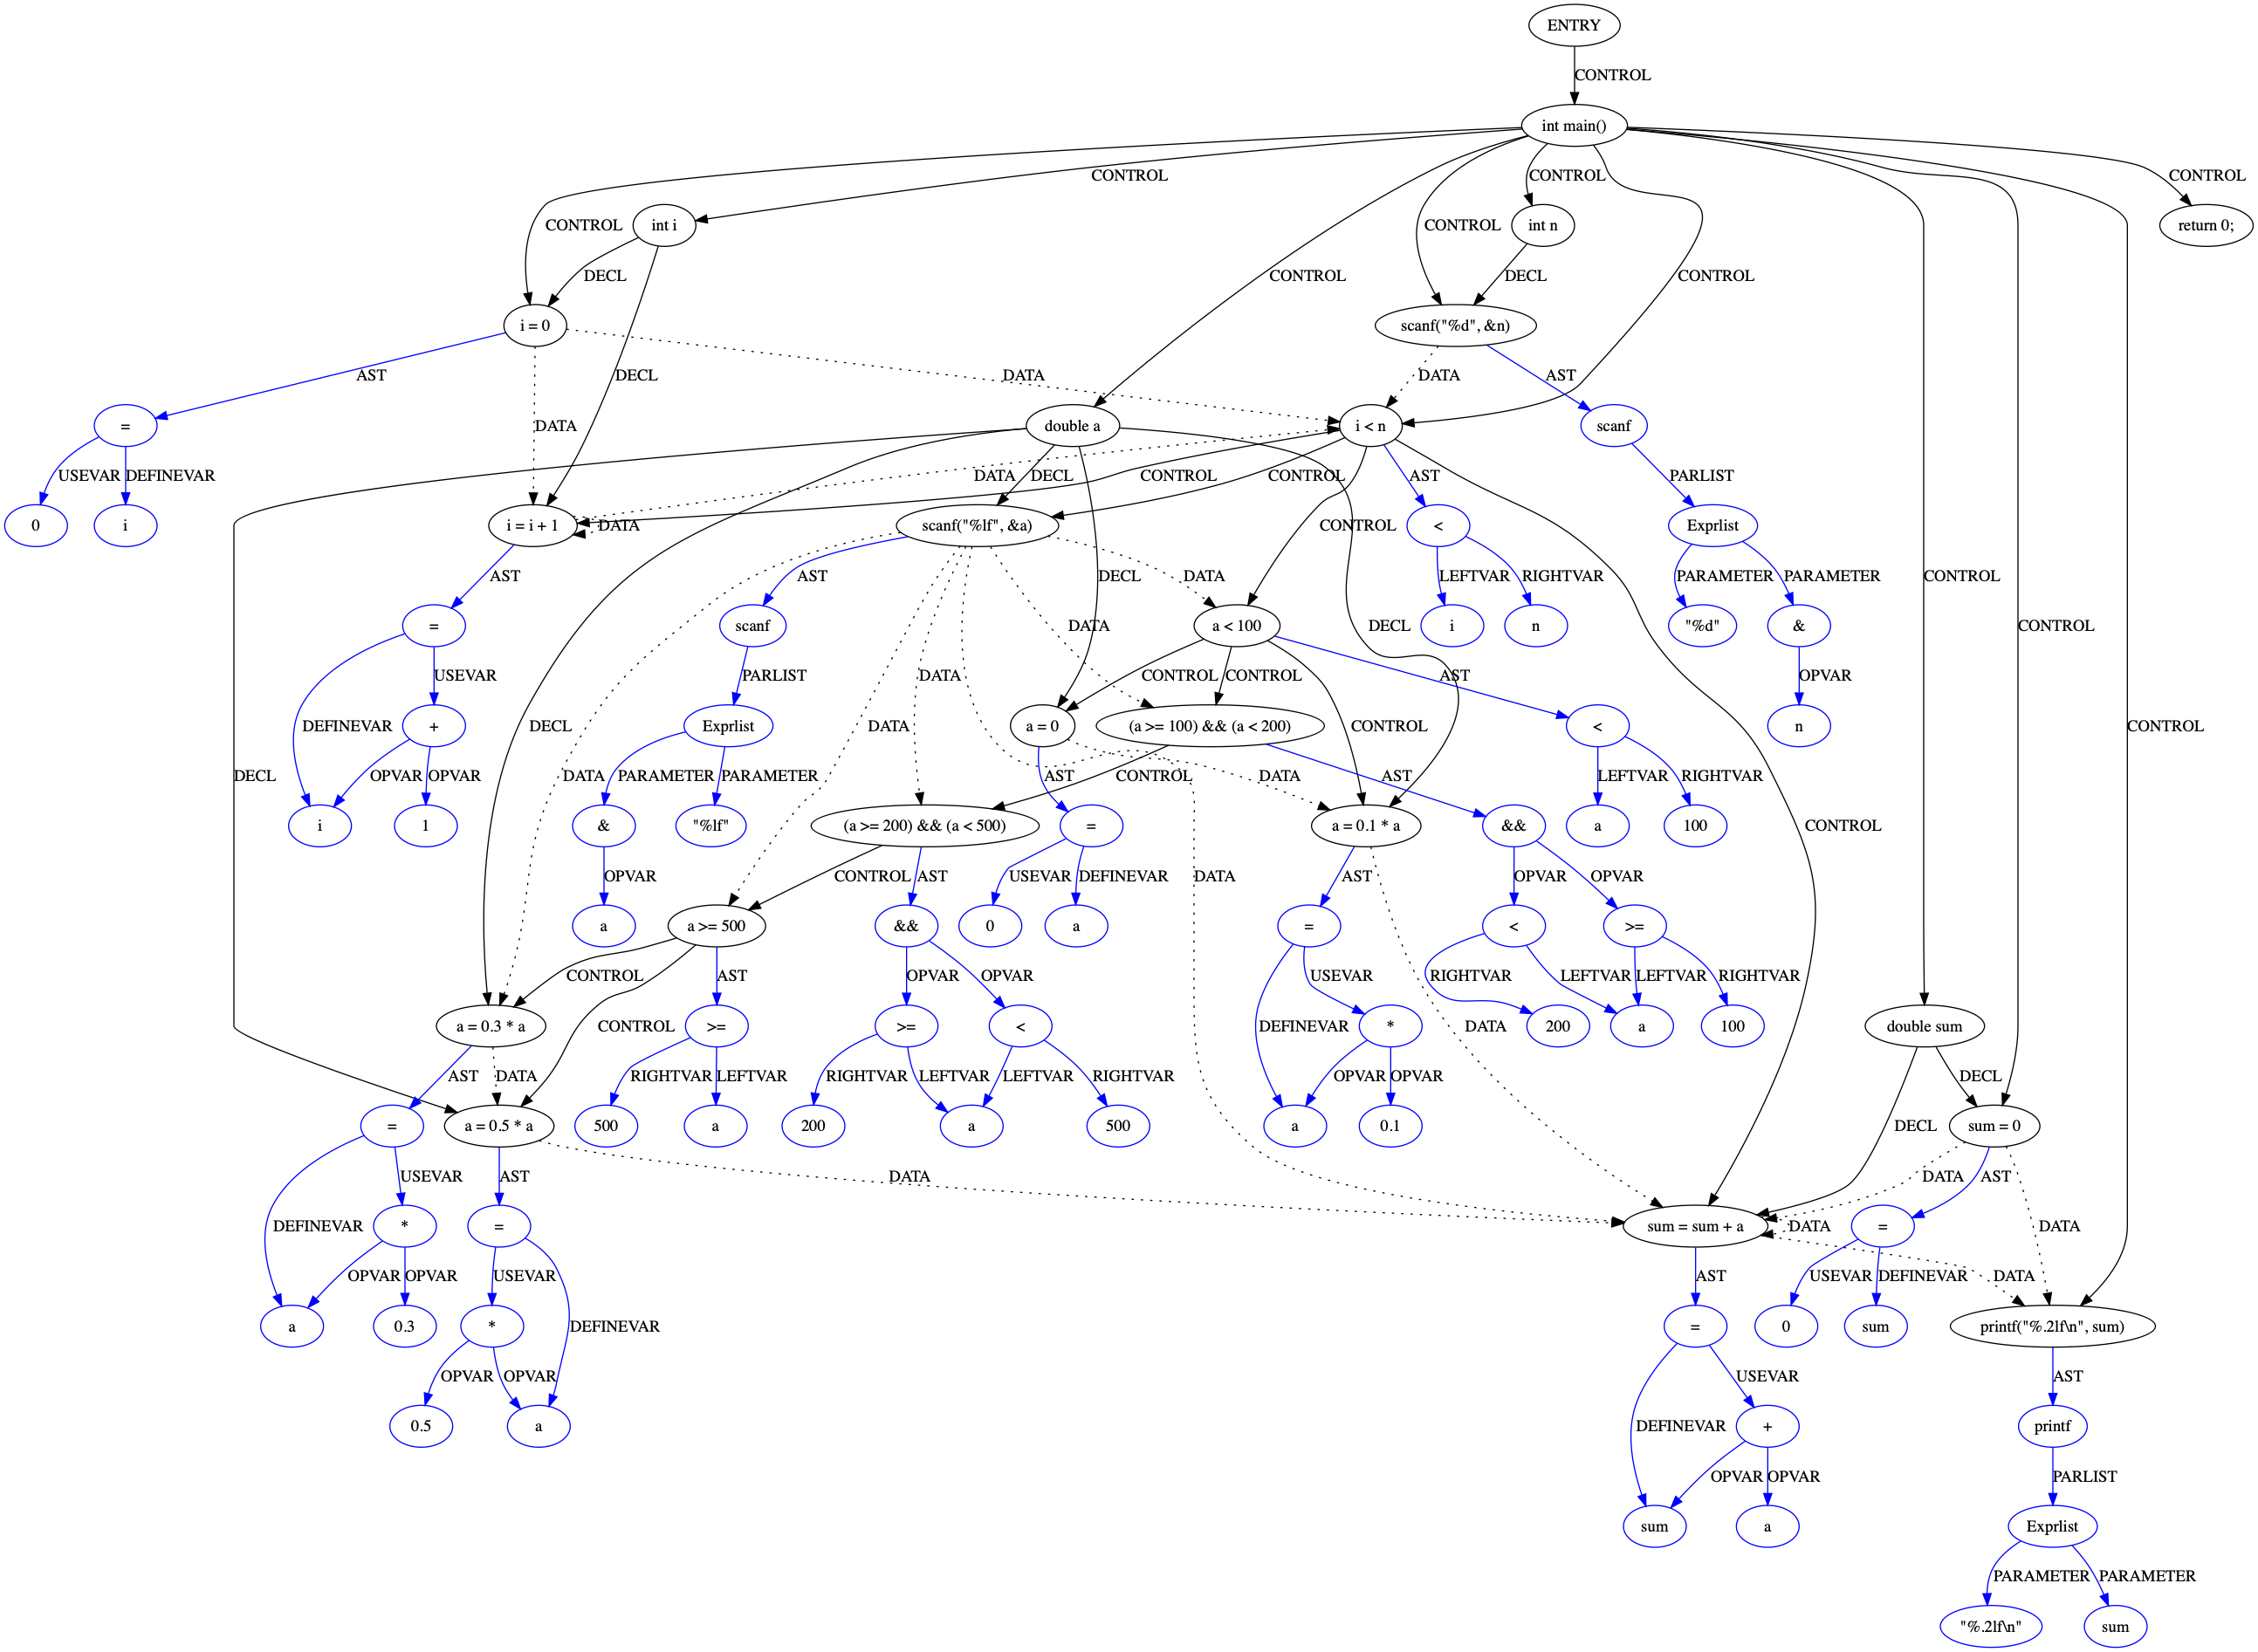 ENTRY
CONTROL
int main()
CONTROL
CONTROL
CONTROL
int i
int n
return 0;
CONTROL
CONTROL
DECL
CONTROL
CONTROL
DECL
CONTROL
i = 0
scanf("%d", &n)
AST
DECL
DATA
DATA
AST
=
DATA
double a
i < n
scanf
USEVAR
DEFINEVAR
DATA
CONTROL
DECL
CONTROL
AST
PARLIST
0
i
i = i + 1
DATA
scanf("%lf", &a)
CONTROL
<
Exprlist
AST
AST
DECL
DATA
LEFTVAR
RIGHTVAR
PARAMETER
PARAMETER
CONTROL
=
scanf
a < 100
DECL
i
n
"%d"
&
CONTROL
USEVAR
PARLIST
DATA
DATA
CONTROL
CONTROL
AST
OPVAR
DEFINEVAR
+
Exprlist
DECL
a = 0
(a >= 100) && (a < 200)
CONTROL
<
n
CONTROL
DECL
OPVAR
OPVAR
DATA
PARAMETER
PARAMETER
DATA
AST
CONTROL
DATA
AST
LEFTVAR
RIGHTVAR
i
1
&
"%lf"
(a >= 200) && (a < 500)
=
a = 0.1 * a
&&
a
100
CONTROL
OPVAR
CONTROL
AST
USEVAR
DEFINEVAR
DATA
AST
OPVAR
OPVAR
a >= 500
a
&&
0
a
=
<
>=
CONTROL
AST
OPVAR
OPVAR
USEVAR
RIGHTVAR
LEFTVAR
LEFTVAR
RIGHTVAR
a = 0.3 * a
CONTROL
>=
>=
<
DEFINEVAR
*
DATA
200
a
100
double sum
AST
DATA
RIGHTVAR
LEFTVAR
RIGHTVAR
LEFTVAR
LEFTVAR
RIGHTVAR
OPVAR
OPVAR
DECL
=
a = 0.5 * a
500
a
200
a
500
a
0.1
DECL
sum = 0
USEVAR
AST
DATA
DATA
AST
DEFINEVAR
*
=
sum = sum + a
DATA
=
DATA
OPVAR
OPVAR
USEVAR
AST
USEVAR
DEFINEVAR
DATA
a
0.3
*
DEFINEVAR
=
0
sum
printf("%.2lf\n", sum)
OPVAR
OPVAR
USEVAR
AST
0.5
a
DEFINEVAR
+
printf
OPVAR
OPVAR
PARLIST
sum
a
Exprlist
PARAMETER
PARAMETER
"%.2lf\n"
sum